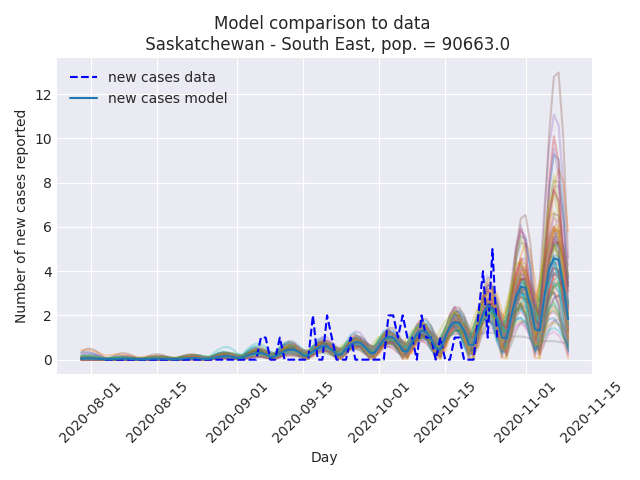 Model comparison to data
Saskatchewan - South East, pop. = 90663.0
new cases data
new cases model
Number of new cases reported
12
10
8
6
4
2
0
2020-08-01
2020-08-15
2020-09-01
2020-09-15
2020-10-01
2020-10-15
2020-11-01
2020-11-15
Day